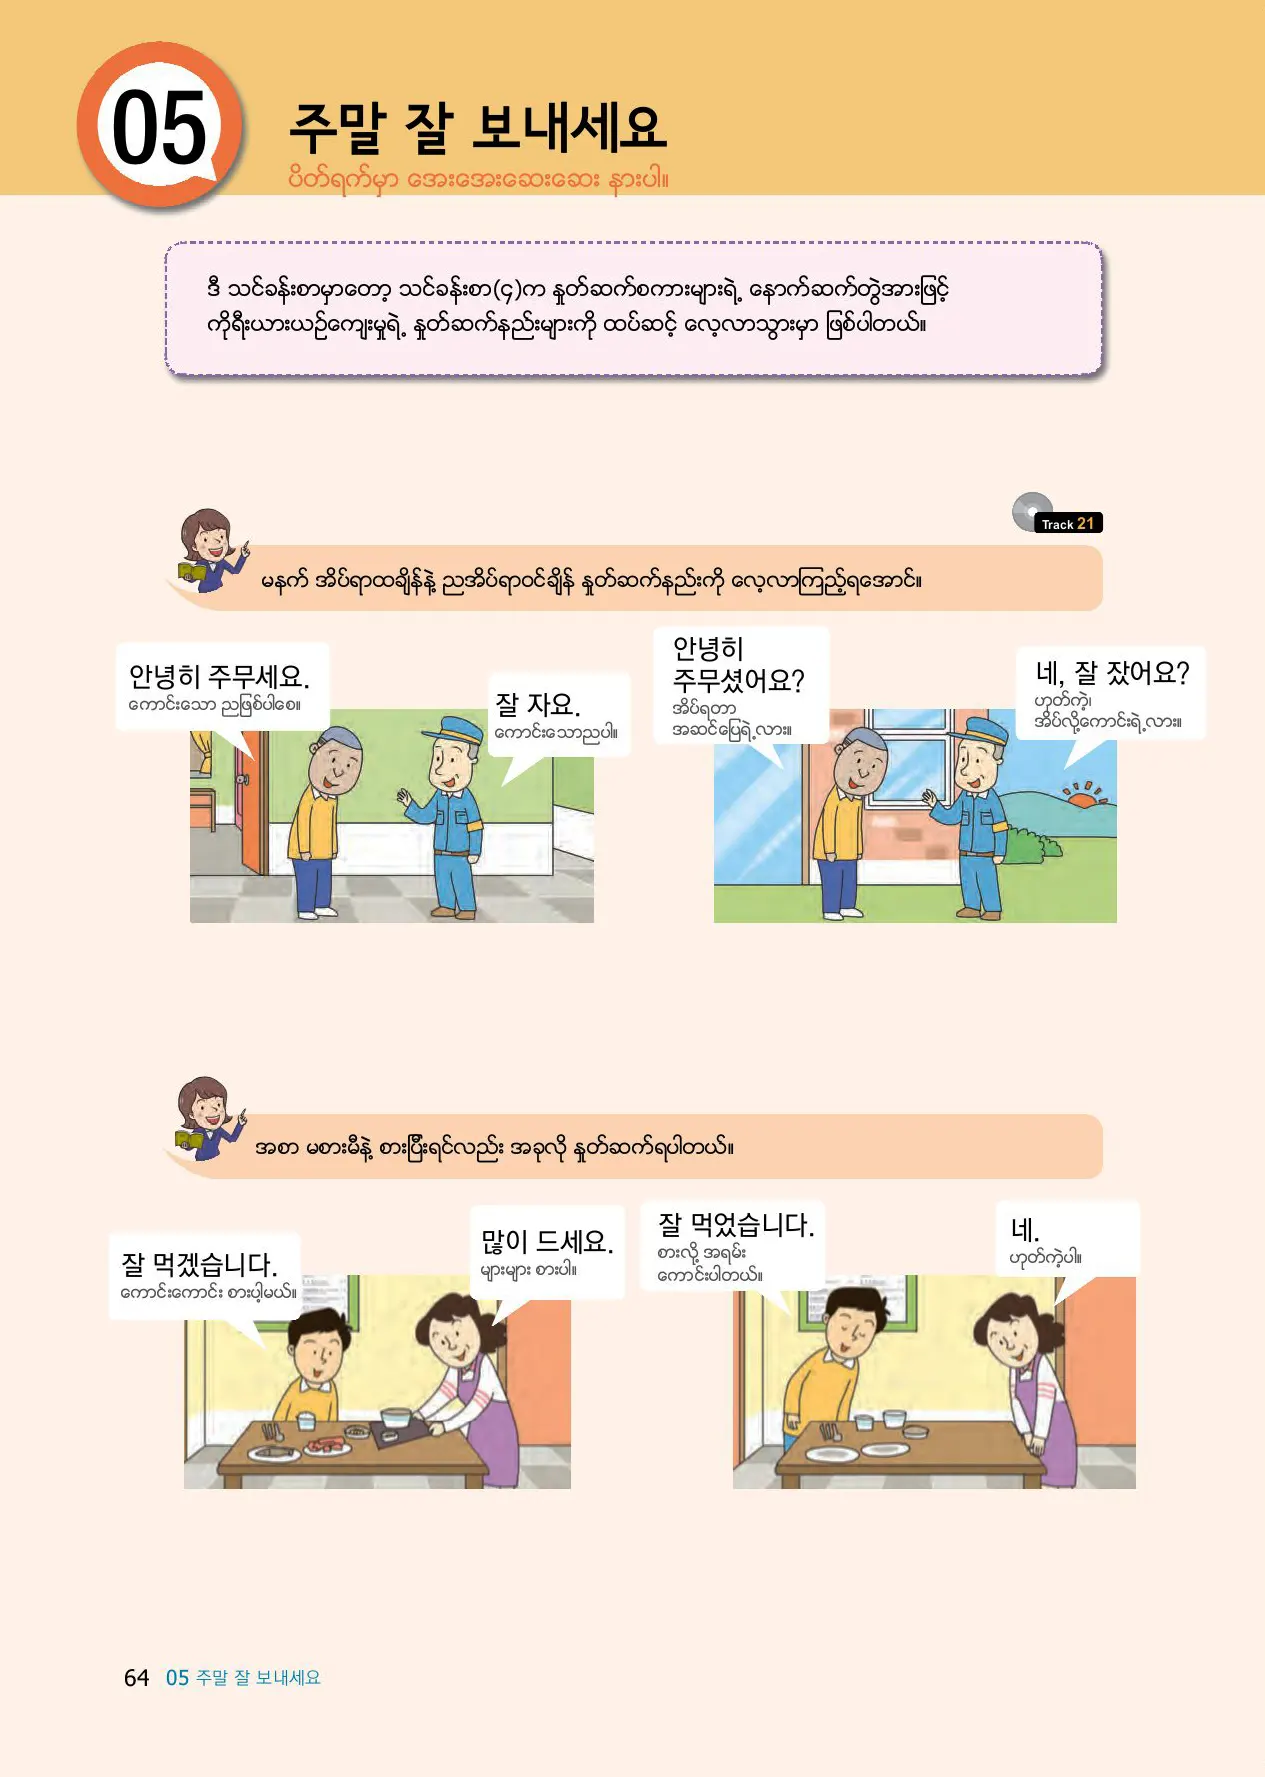 05
주말 잘 보내세요
ပိတ်ရက်မှာ အေးအေးဆေးဆေး နားပါ။
ဒီ သင်ခန်းစာမှာတော့ သင်ခန်းစာ(၄)က နှုတ်ဆက်စကားများရဲ့ နောက်ဆက်တွဲအားဖြင့်
ကိုရီးယားယဉ်ကျေးမှုရဲ့ နှုတ်ဆက်နည်းများကို ထပ်ဆင့် လေ့လာသွားမှာ ဖြစ်ပါတယ်။
Track 21
မနက် အိပ်ရာထချိန်နဲ့ ညအိပ်ရာဝင်ချိန် နှုတ်ဆက်နည်းကို လေ့လာကြည့်ရအောင်။
안녕히 주무세요.
ကောင်းသော ညဖြစ်ပါစေ။
잘 자요.
ကောင်းသောညပါ။
안녕히
주무셨어요?
အိပ်ရတာ
အဆင်ပြေရဲ့လား။
네, 잘 잤어요?
ဟုတ်ကဲ့၊
အိပ်လို့ကောင်းရဲ့လား။
အစာ မစားမီနဲ့ စားပြီးရင်လည်း အခုလို နှုတ်ဆက်ရပါတယ်။
잘 먹겠습니다.
ကောင်းကောင်း စားပါ့မယ်။
많이 드세요.
များများ စားပါ။
잘 먹었습니다.
စားလို့ အရမ်း
ကောင်းပါတယ်။
네.
ဟုတ်ကဲ့ပါ။
64 05 주말 잘 보내세요